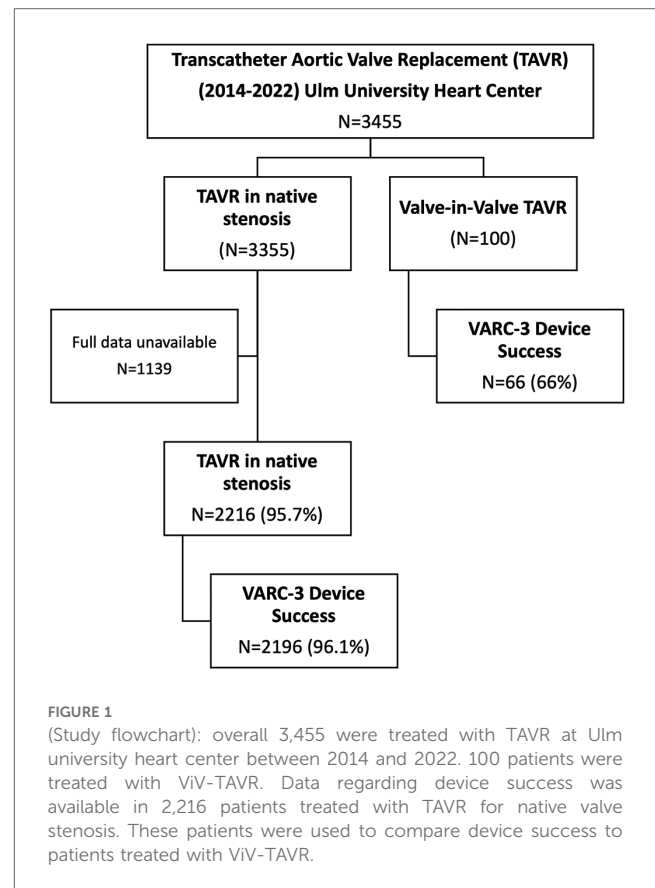 Transcatheter Aortic Valve Replacement (TAVR)
(2014-2022) Ulm University Heart Center
N=3455
TAVR in native
stenosis
(N=3355)
Valve-in-Valve TAVR
(N=100)
Full data unavailable
N=1139
VARC-3 Device
Success
N=66 (66%)
TAVR in native
stenosis
N=2216 (95.7%)
VARC-3 Device
Success
N=2196 (96.1%)
FIGURE 1
(Study flowchart): overall 3,455 were treated with TAVR at Ulm
university heart center between 2014 and 2022. 100 patients were
treated with ViV-TAVR. Data regarding device success was
available in 2,216 patients treated with TAVR for native valve
stenosis. These patients were used to compare device success to
patients treated with ViV-TAVR.